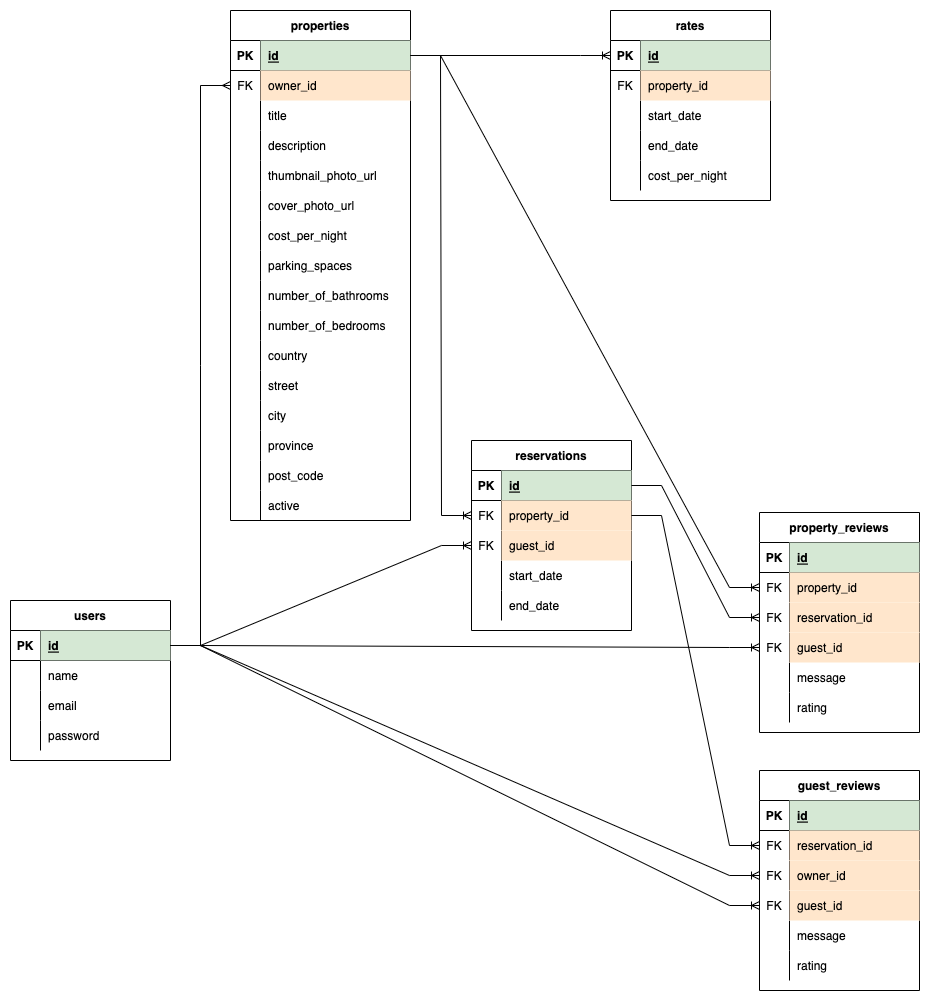 properties
PK id
FK owner_id
title
description
thumbnail_photo_url
cover_photo_url
cost_per_night
parking_spaces
number_of_bathrooms
number_of_bedrooms
country
street
city
province
post_code
active
rates
PK id
FK property_id
start_date
end_date
cost_per_night
reservations
PK id
FK property_id
FK guest_id
start_date
end_date
property_reviews
PK id
FK property_id
FK reservation_id
FK guest_id
message
rating
users
PK id
name
email
password
guest_reviews
PK id
FK reservation_id
FK owner_id
FK guest_id
message
rating